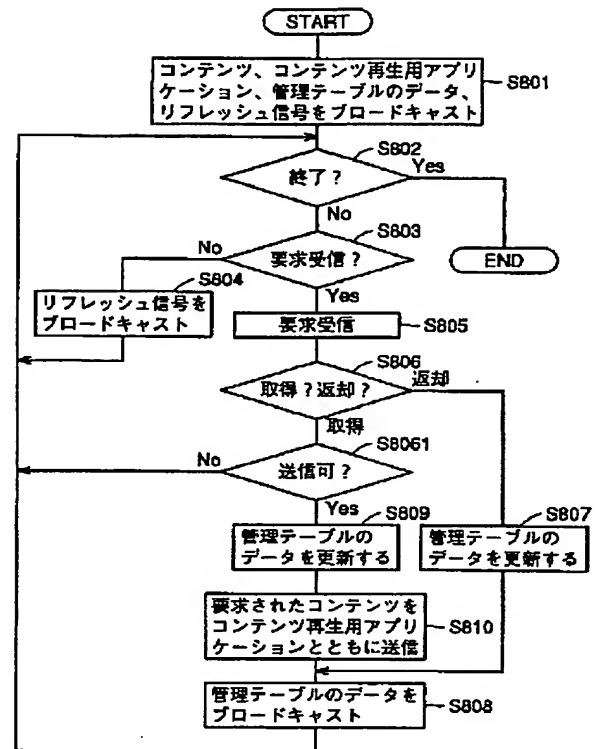 START
コンテンツ、コンテンツ再生用アプリ
ケーション、管理テーブルのデータ、
リフレッシュ信号をブロードキャスト
S801
S802
終了？
Yes
No
END
S803
要求受信？
No
Yes
S804
リフレッシュ信号を
ブロードキャスト
要求受信
S805
S806
取得？返却？
返却
取得
S8061
送信可？
No
Yes
S809
管理テーブルの
データを更新する
S807
管理テーブルの
データを更新する
要求されたコンテンツを
コンテンツ再生用アプリ
ケーションとともに送信
S810
管理テーブルのデータを
ブロードキャスト
S808